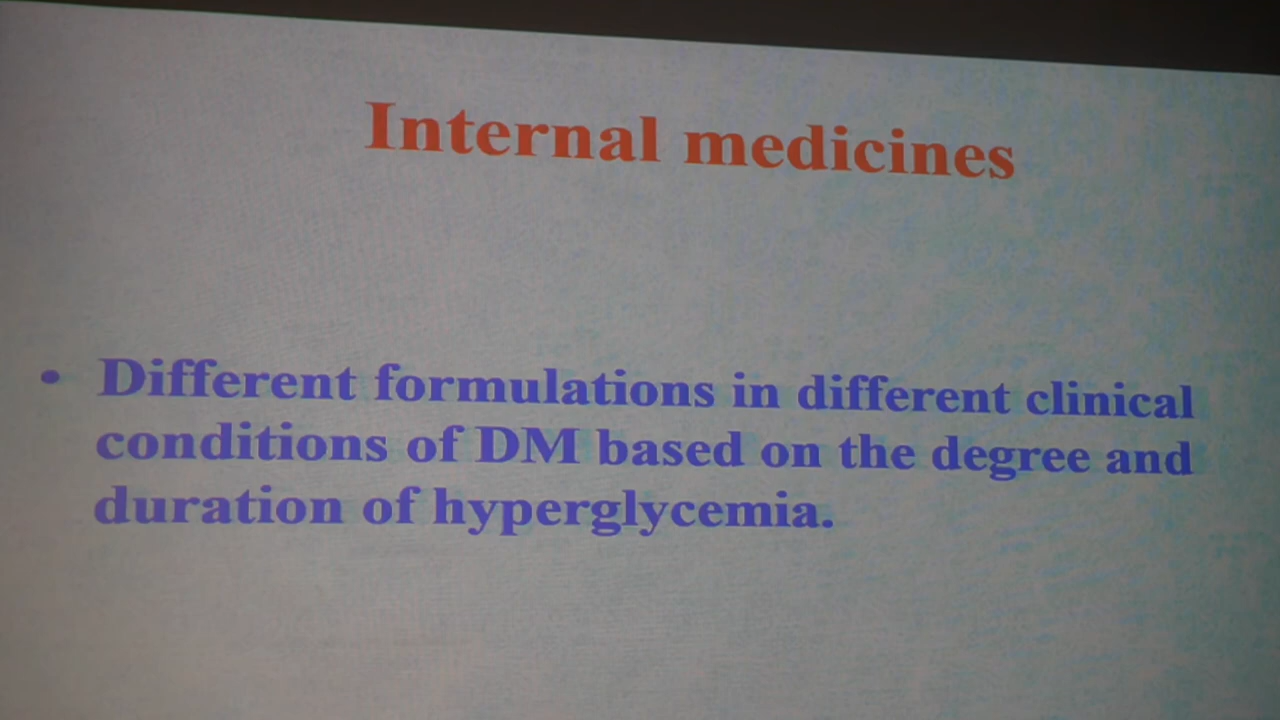 Internal medicines
• Different formulations in different clinical
conditions of DM based on the degree and
duration of hyperglycemia.